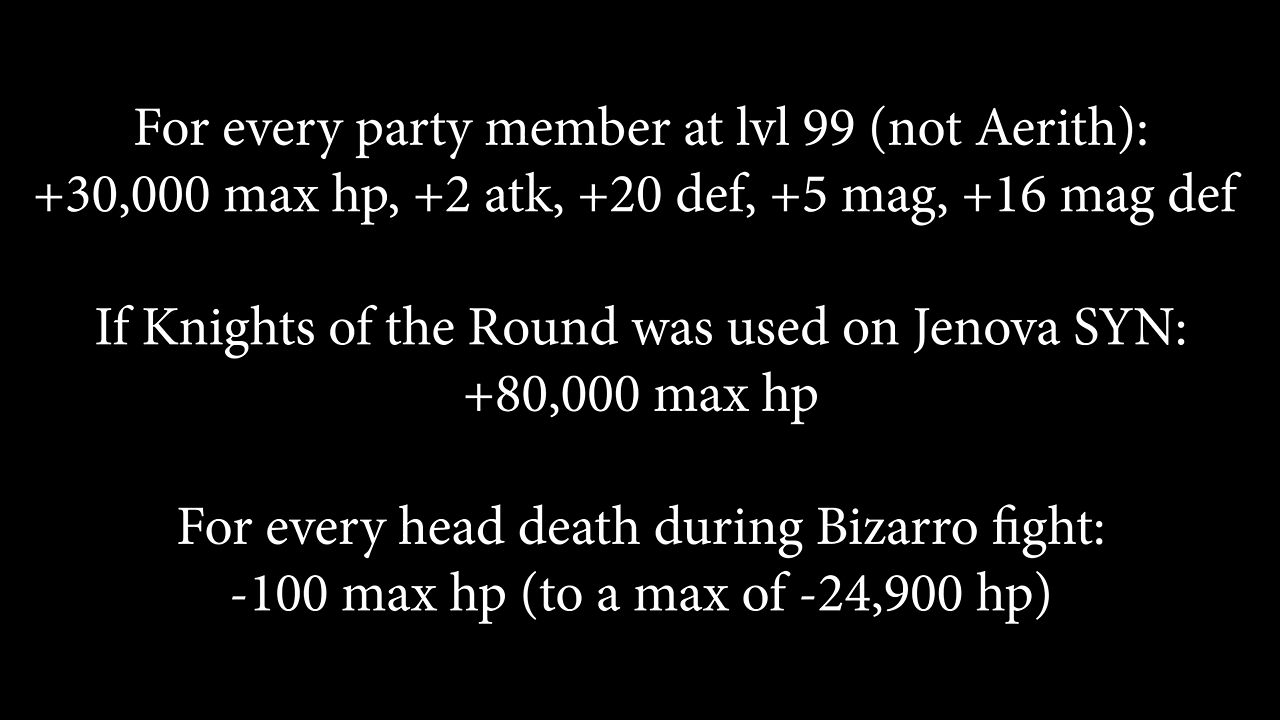 For every party member at lvl 99 (not Aerith):
+30,000 max hp, +2 atk, +20 def, +5 mag, +16 mag def
If Knights of the Round was used on Jenova SYN:
+80,000 max hp
For every head death during Bizarro fight:
-100 max hp (to a max of -24,900 hp)